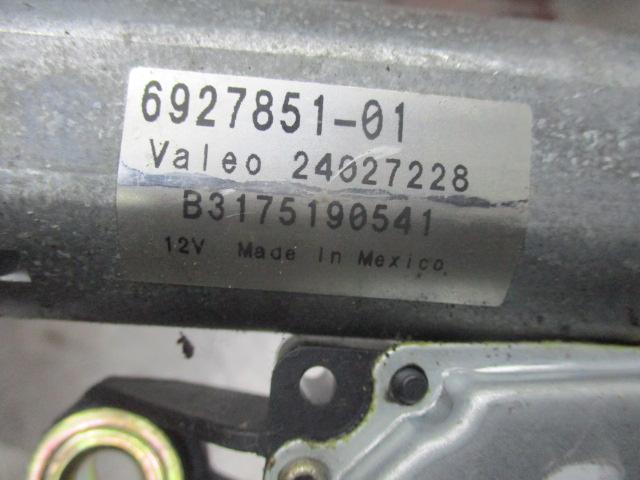 6927851-01
Valeo 24027228
B3175190541
12V Made in Mexico